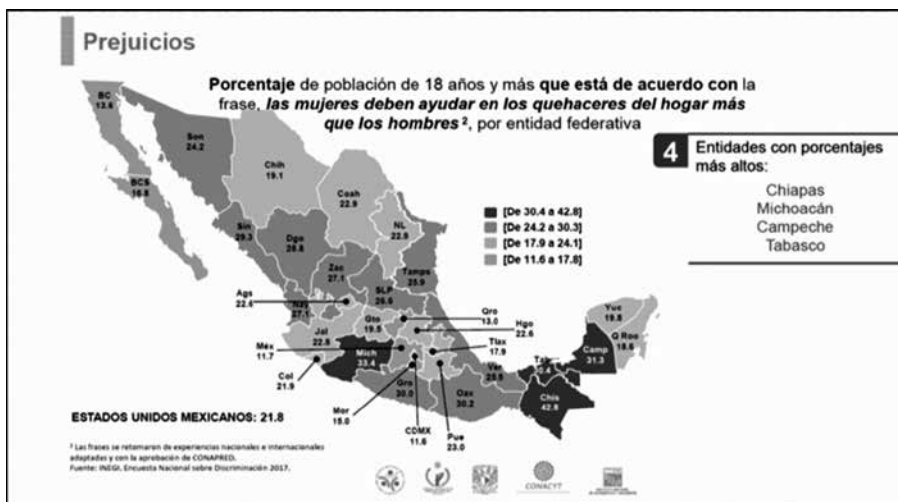 Prejuicios
Porcentaje de población de 18 años y más que está de acuerdo con la
frase, las mujeres deben ayudar en los quehaceres del hogar más
que los hombres², por entidad federativa
4
Entidades con porcentajes
más altos:
Chiapas
Michoacán
Campeche
Tabasco
BC
13.6
Son
24.2
Chih
19.1
Coah
22.9
BCS
16.8
NL
[De 30.4 a 42.8]
[De 24.2 a 30.3]
[De 17.9 a 24.1]
[De 11.6 a 17.8]
Sin
29.3
Dgo
28.8
Zac
27.1
Tamps
25.9
SLP
26.6
Ags
22.6
Nay
27.1
Qro
13.0
Hgo
22.6
Yuc
19.8
Q Roo
18.6
Jal
22.8
Gto
19.5
Mex
11.7
Tlax
17.9
Mich
33.4
Camp
31.3
Tab
30.4
Ver
Col
21.9
Gro
30.0
Oax
30.2
Chis
42.8
Mor
15.0
CDMX
11.6
Pue
23.0
ESTADOS UNIDOS MEXICANOS: 21.8
² Las frases se retomaron de experiencias nacionales e internacionales
adaptadas y con la aprobación de CONAPRED.
Fuente: INEGI. Encuesta Nacional sobre Discriminación 2017.
CONACYT